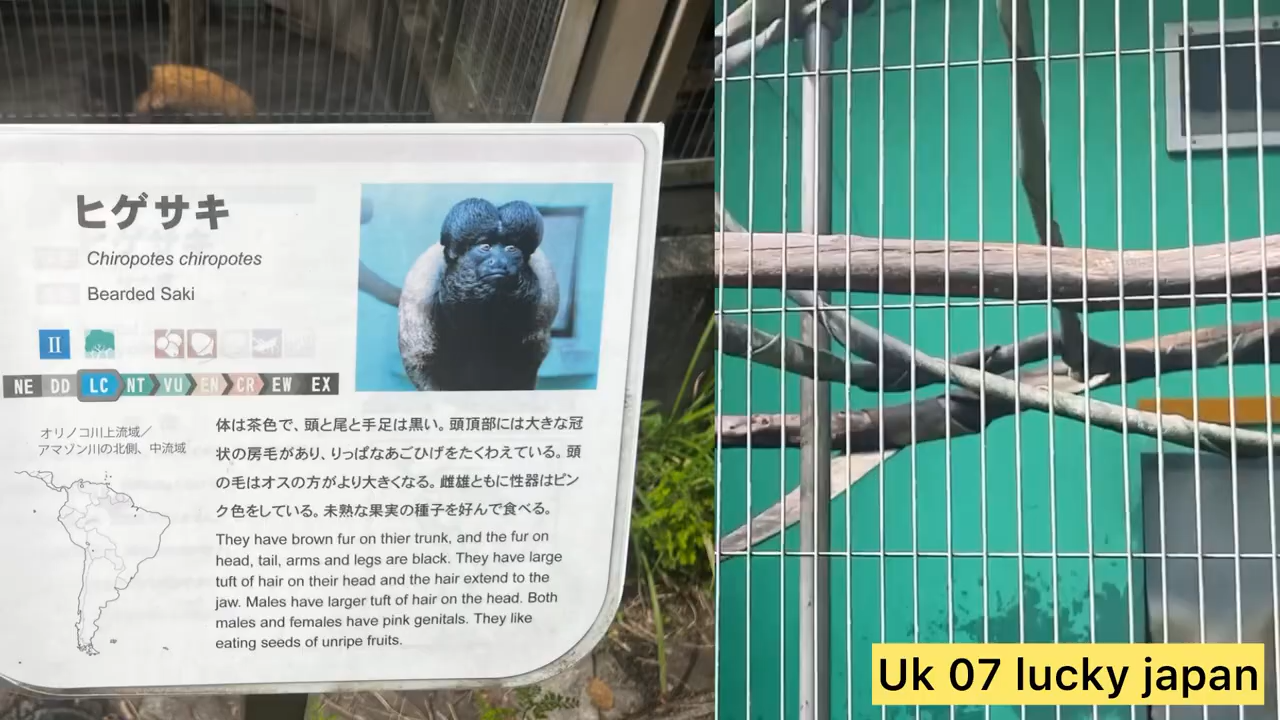 ヒゲサキ
Chiropotes chiropotes
Bearded Saki
II
NE DD LC NT VU EN CR EW EX
オリノコ川上流域／
アマゾン川の北側、中流域
体は茶色で、頭と尾と手足は黒い。頭頂部には大きな冠
状の房毛があり、りっぱなあごひげをたくわえている。頭
の毛はオスの方がより大きくなる。雌雄ともに性器はピン
ク色をしている。未熟な果実の種子を好んで食べる。
They have brown fur on thier trunk, and the fur on
head, tail, arms and legs are black. They have large
tuft of hair on their head and the hair extend to the
jaw. Males have larger tuft of hair on the head. Both
males and females have pink genitals. They like
eating seeds of unripe fruits.
Uk 07 lucky japan